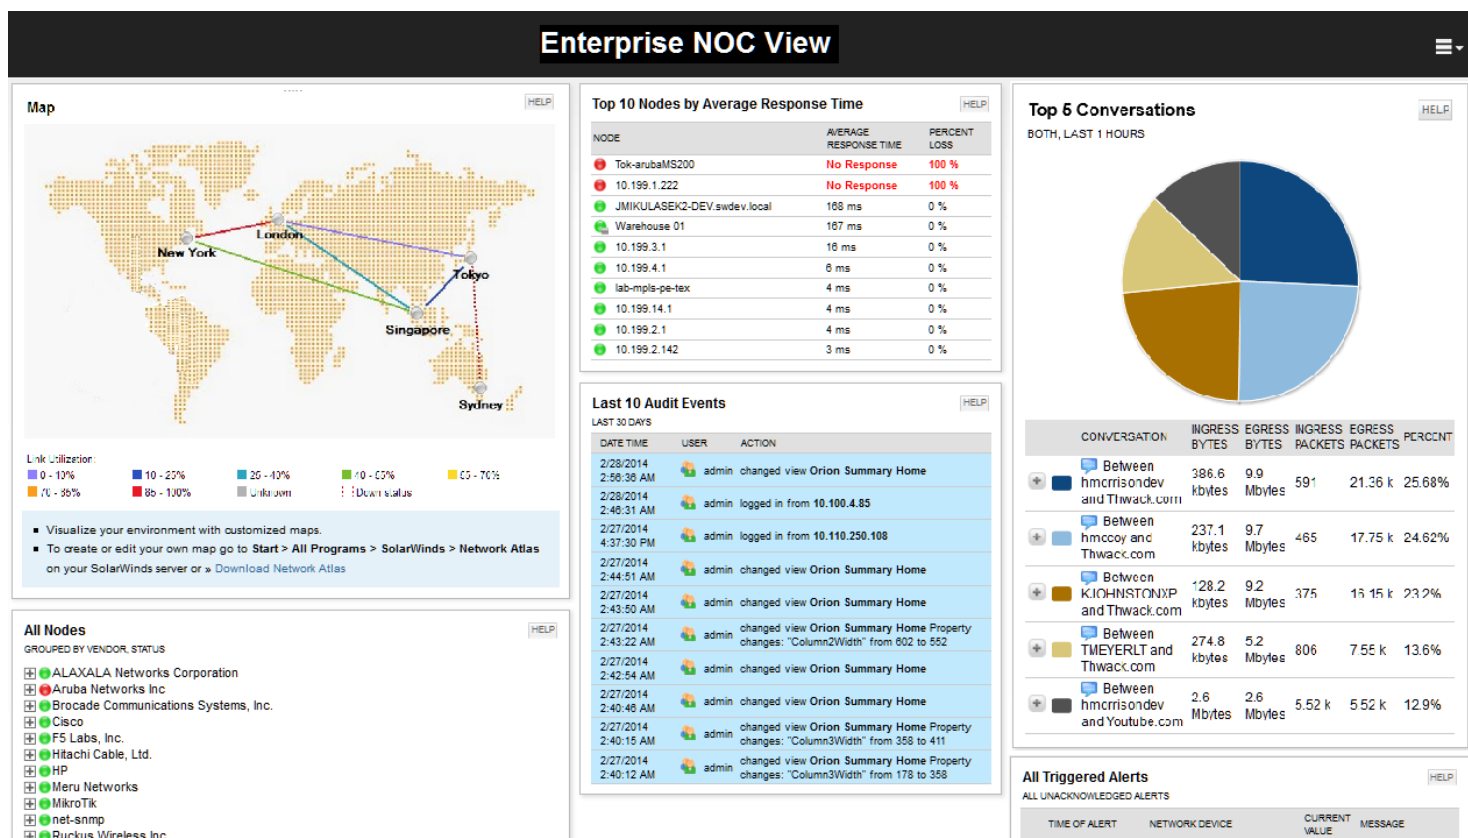 Enterprise NOC View
Map
HELP
New York
London
Tokyo
Singapore
Sydney
Link Utilization:
0 - 10%
10 - 25%
25 - 40%
40 - 55%
55 - 70%
70 - 85%
85 - 100%
Unknown
Down status
Visualize your environment with customized maps.
To create or edit your own map go to Start > All Programs > SolarWinds > Network Atlas
on your SolarWinds server or » Download Network Atlas
All Nodes
HELP
GROUPED BY VENDOR, STATUS
ALAXALA Networks Corporation
Aruba Networks Inc
Brocade Communications Systems, Inc.
Cisco
F5 Labs, Inc.
Hitachi Cable, Ltd.
HP
Meru Networks
MikroTik
net-snmp
Ruckus Wireless Inc
Top 10 Nodes by Average Response Time
HELP
NODE AVERAGE RESPONSE TIME PERCENT LOSS
Tok-arubaMS200 No Response 100 %
10.199.1.222 No Response 100 %
JMIKULASEK2-DEV.swdev.local 168 ms 0 %
Warehouse 01 167 ms 0 %
10.199.3.1 16 ms 0 %
10.199.4.1 6 ms 0 %
lab-mpls-pe-tex 4 ms 0 %
10.199.14.1 4 ms 0 %
10.199.2.1 4 ms 0 %
10.199.2.142 3 ms 0 %
Last 10 Audit Events
HELP
LAST 30 DAYS
DATE TIME USER ACTION
2/28/2014
2:56:36 AM admin changed view Orion Summary Home
2/28/2014
2:46:31 AM admin logged in from 10.100.4.85
2/27/2014
4:37:30 PM admin logged in from 10.110.250.108
2/27/2014
2:44:51 AM admin changed view Orion Summary Home
2/27/2014
2:43:50 AM admin changed view Orion Summary Home
2/27/2014 changed view Orion Summary Home Property
2:43:22 AM admin changes: "Column2Width" from 602 to 552
2/27/2014
2:42:54 AM admin changed view Orion Summary Home
2/27/2014
2:40:46 AM admin changed view Orion Summary Home
2/27/2014 changed view Orion Summary Home Property
2:40:15 AM admin changes: "Column3Width" from 358 to 411
2/27/2014 changed view Orion Summary Home Property
2:40:12 AM admin changes: "Column3Width" from 178 to 358
Top 5 Conversations
HELP
BOTH, LAST 1 HOURS
CONVERSATION INGRESS BYTES EGRESS BYTES INGRESS PACKETS EGRESS PACKETS PERCENT
Between
hmorrisondev
and Thwack.com
386.6 kbytes 9.9 Mbytes 591 21.36 k 25.68%
Between
hmccoy and
Thwack.com
237.1 kbytes 9.7 Mbytes 465 17.75 k 24.62%
Between
KJOHNSTONXP
and Thwack.com
128.2 kbytes 9.2 Mbytes 375 16.15 k 23.2%
Between
TMEYERLT and
Thwack.com
274.8 kbytes 5.2 Mbytes 806 7.55 k 13.6%
Between
hmorrisondev
and Youtube.com
2.6 Mbytes 2.6 Mbytes 5.52 k 5.52 k 12.9%
All Triggered Alerts
HELP
ALL UNACKNOWLEDGED ALERTS
TIME OF ALERT NETWORK DEVICE CURRENT VALUE MESSAGE